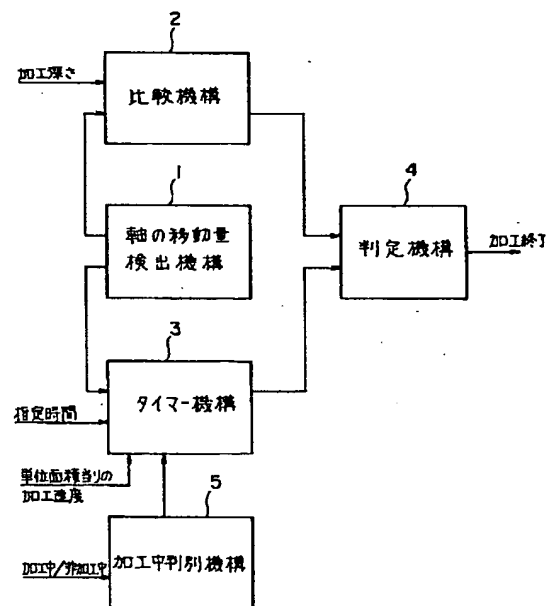 2
加工深さ
比較機構
1
軸の移動量
検出機構
4
判定機構
加工終了
3
タイマー機構
指定時間
単位面積当りの
加工速度
5
加工中判別機構
加工中/非加工中